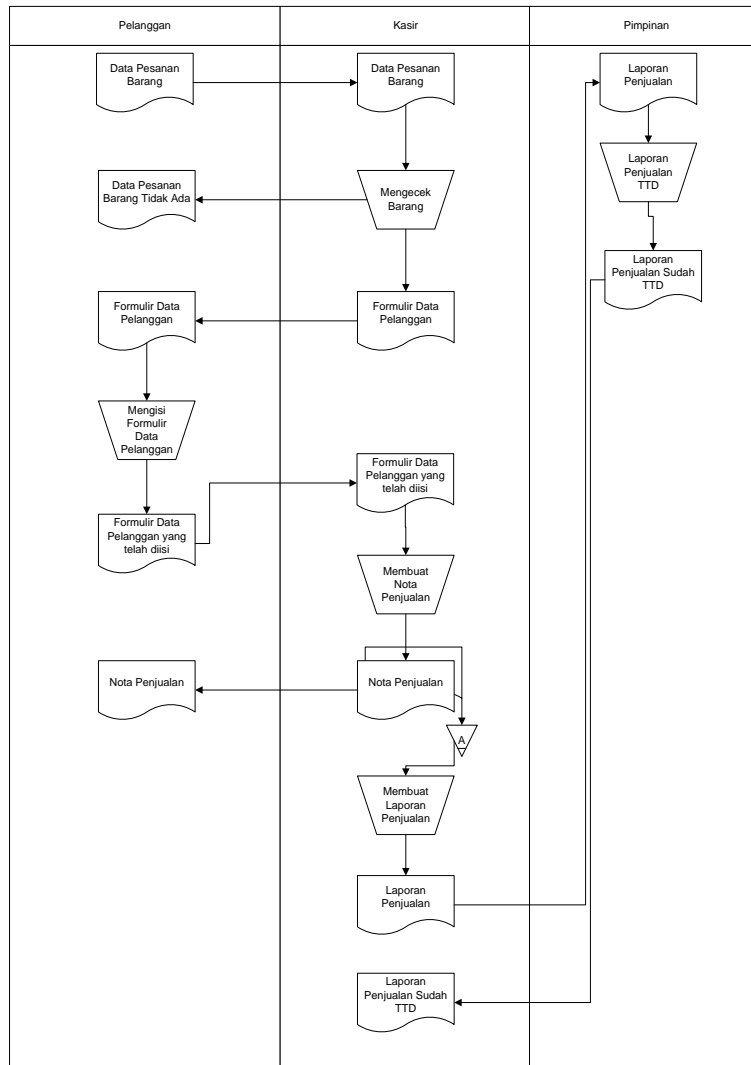 Pelanggan
Kasir
Pimpinan
Data Pesanan
Barang
Data Pesanan
Barang
Laporan
Penjualan
Data Pesanan
Barang Tidak Ada
Mengecek
Barang
Laporan
Penjualan
TTD
Laporan
Penjualan Sudah
TTD
Formulir Data
Pelanggan
Formulir Data
Pelanggan
Mengisi
Formulir
Data
Pelanggan
Formulir Data
Pelanggan yang
telah diisi
Formulir Data
Pelanggan yang
telah diisi
Membuat
Nota
Penjualan
Nota Penjualan
Nota Penjualan
A
Membuat
Laporan
Penjualan
Laporan
Penjualan
Laporan
Penjualan Sudah
TTD